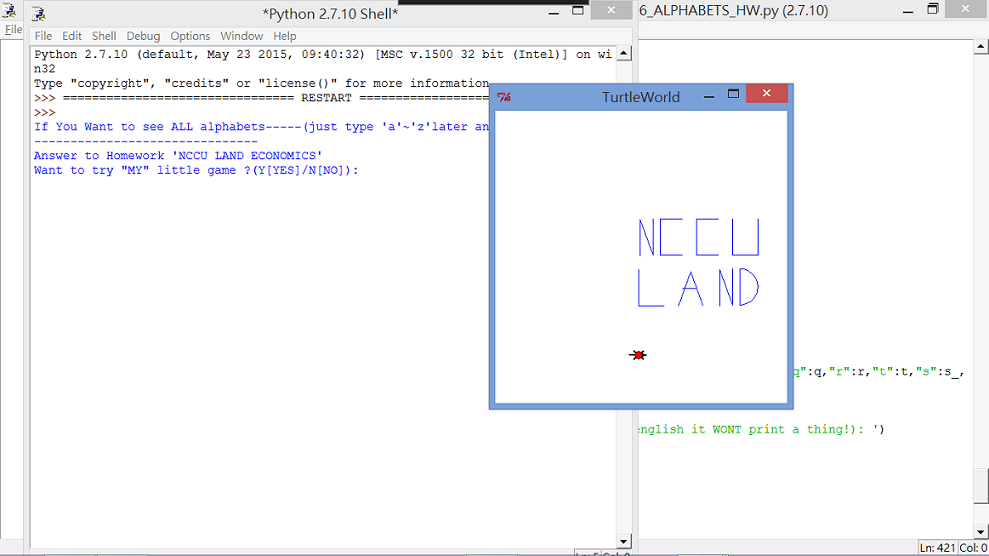 *Python 2.7.10 Shell*
File Edit Shell Debug Options Window Help
Python 2.7.10 (default, May 23 2015, 09:40:32) [MSC v.1500 32 bit (Intel)] on wi
n32
Type "copyright", "credits" or "license()" for more information
>>> ================================ RESTART ==================
>>>
If You Want to see ALL alphabets-----(just type 'a'~'z'later an
-------------------------------
Answer to Homework 'NCCU LAND ECONOMICS'
Want to try "MY" little game ?(Y[YES]/N[NO]):
6_ALPHABETS_HW.py (2.7.10)
File
TurtleWorld
NCCU
LAND
q":q,"r":r,"t":t,"s":s_,
english it WONT print a thing!): ')
Ln: 421 Col: 0